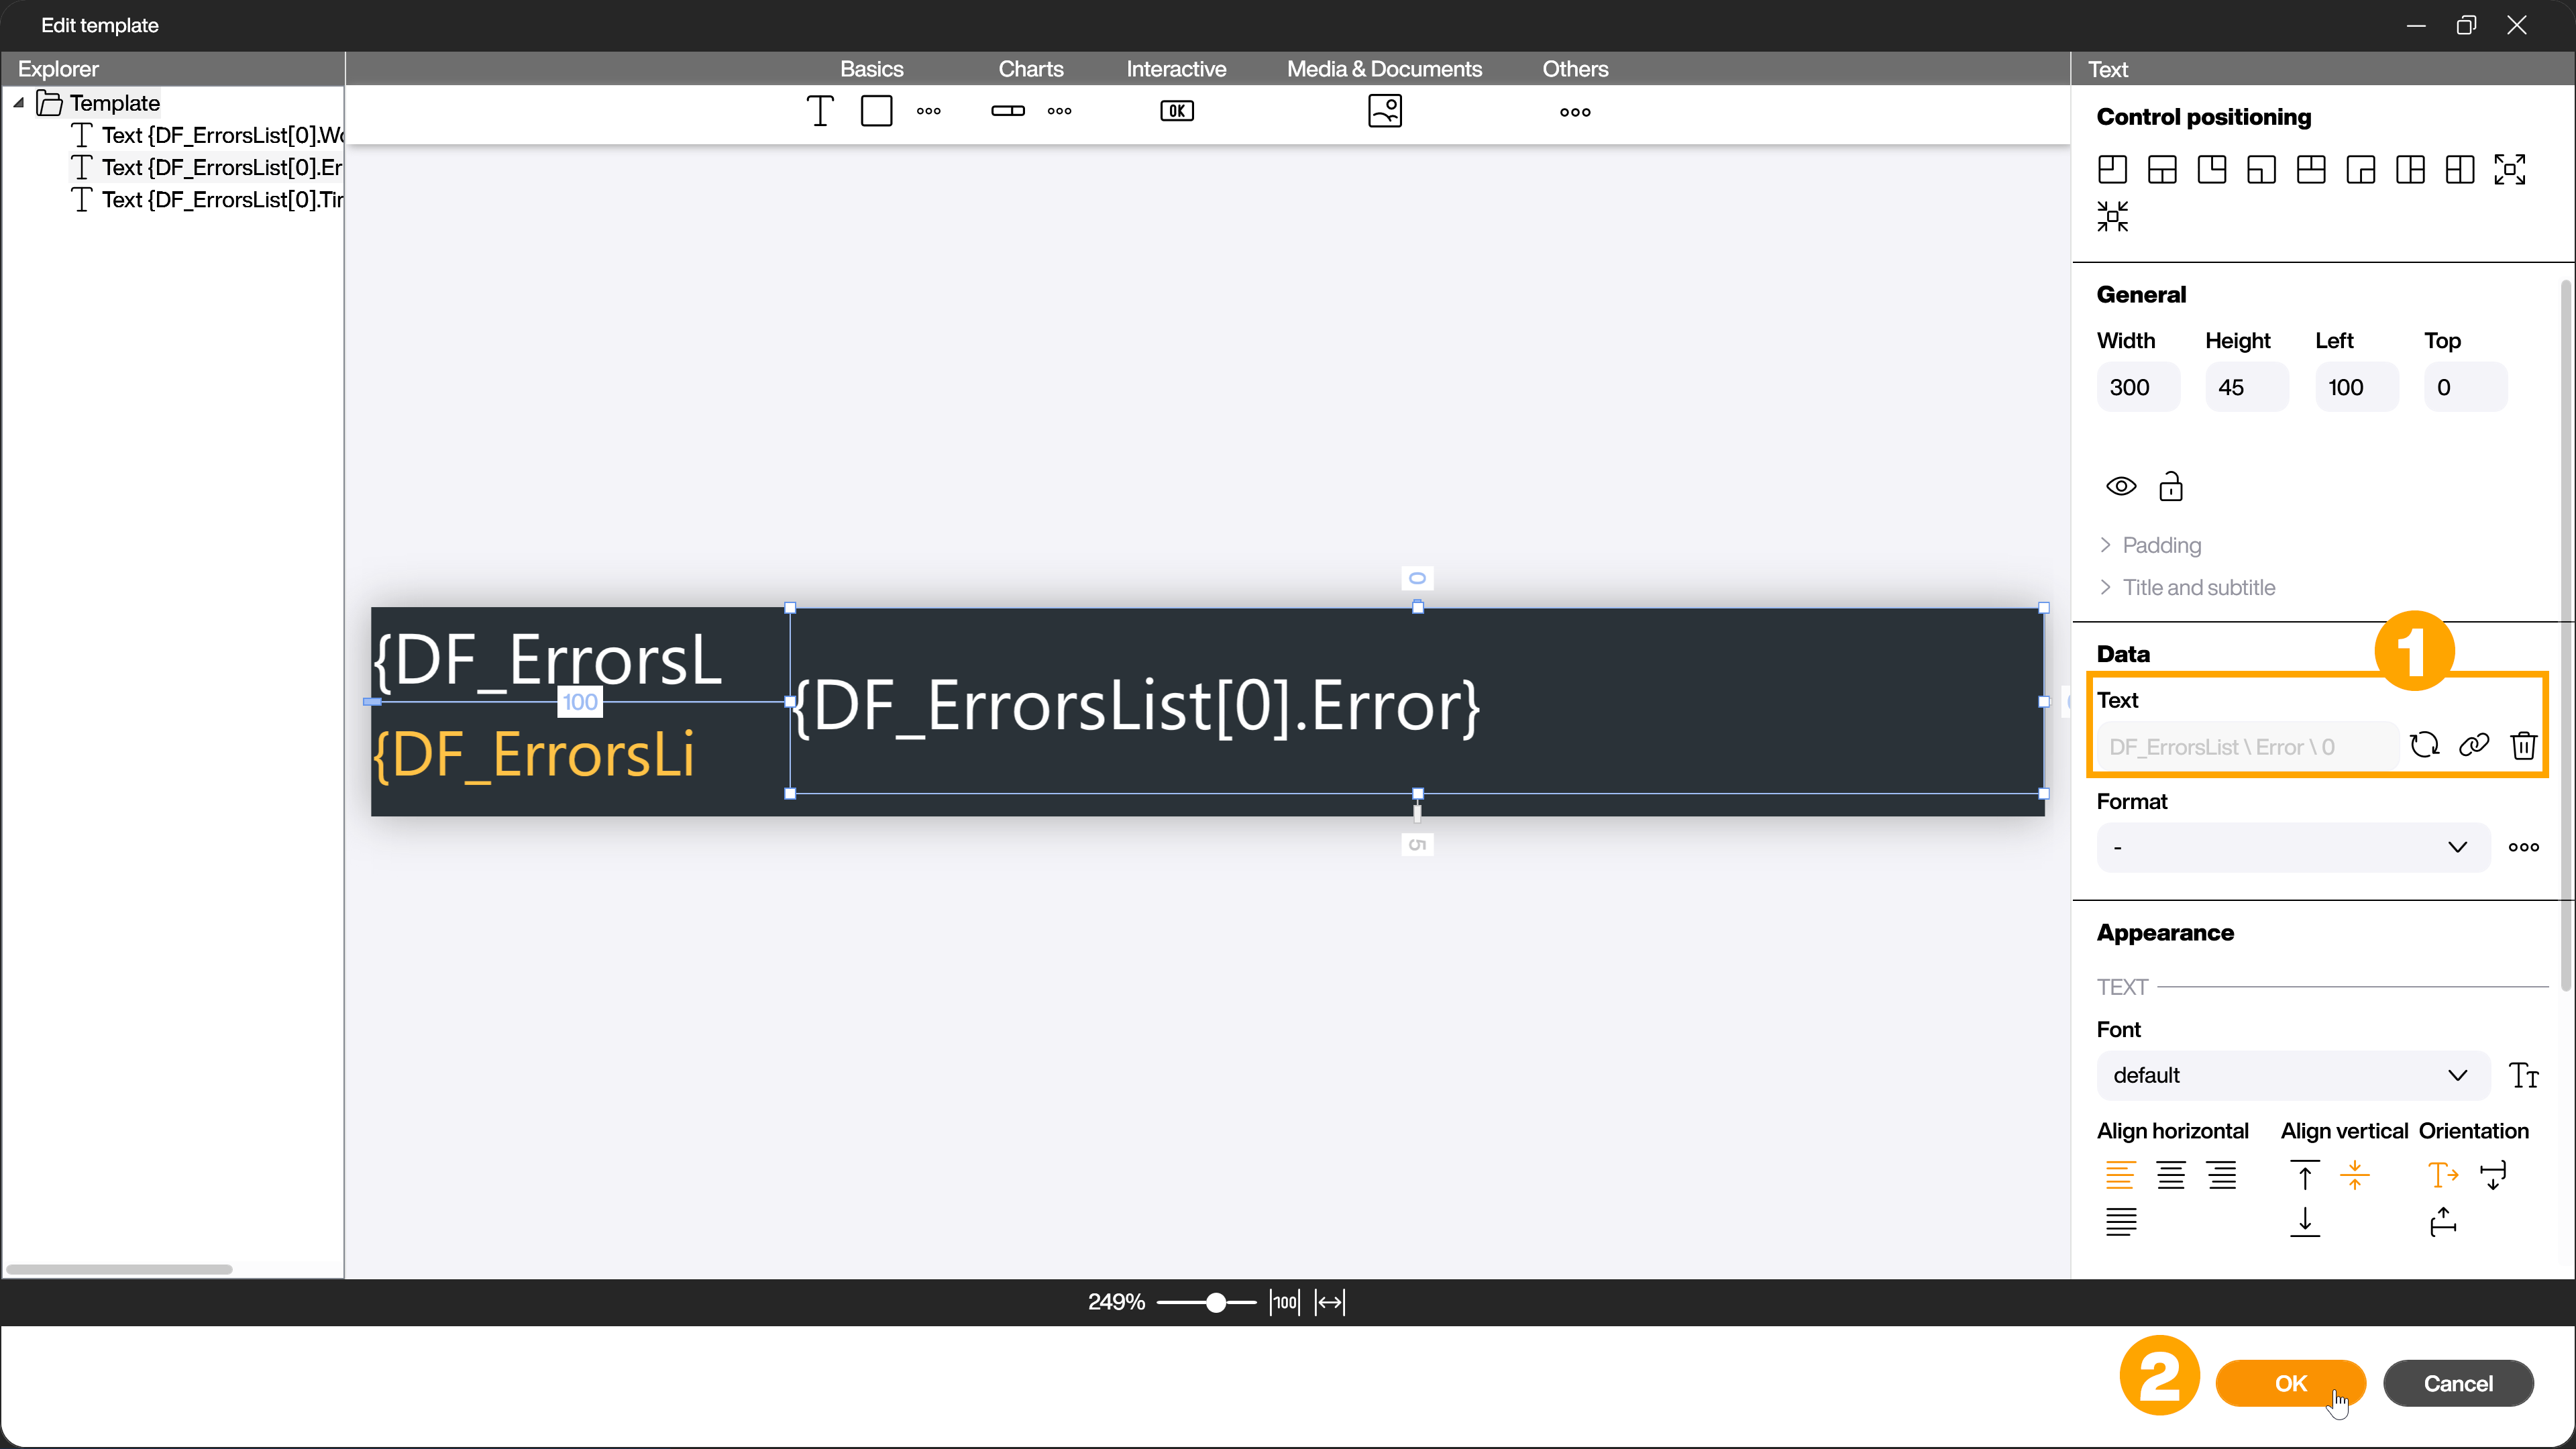 Edit template
Explorer
Basics
Charts
Interactive
Media & Documents
Others
Text
Template
Text {DF_ErrorsList[0].Wo
Text {DF_ErrorsList[0].Er
Text {DF_ErrorsList[0].Tir
OK
Control positioning
General
Width
Height
Left
Top
300
45
100
0
Padding
Title and subtitle
0
{DF_ErrorsL
100
{DF_ErrorsList[0].Error}
{DF_ErrorsLi
5
1
Data
Text
DF_ErrorsList \ Error \ 0
Format
-
Appearance
TEXT
Font
default
Align horizontal
Align vertical
Orientation
249%
100
2
OK
Cancel